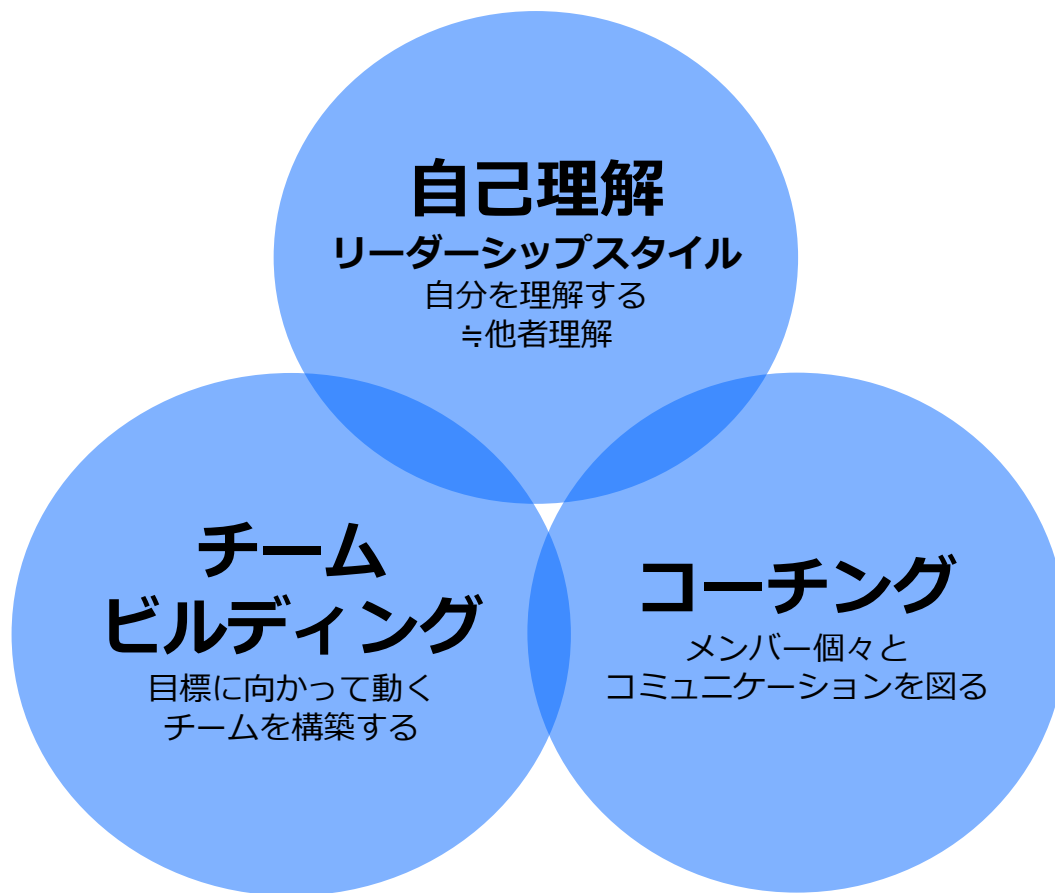 自己理解
リーダーシップスタイル
自分を理解する
≒他者理解
チーム
ビルディング
目標に向かって動く
チームを構築する
コーチング
メンバー個々と
コミュニケーションを図る